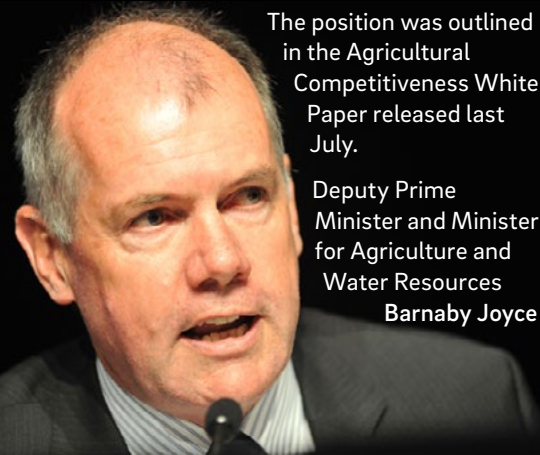 The position was outlined
in the Agricultural
Competitiveness White
Paper released last
July.
Deputy Prime
Minister and Minister
for Agriculture and
Water Resources
Barnaby Joyce